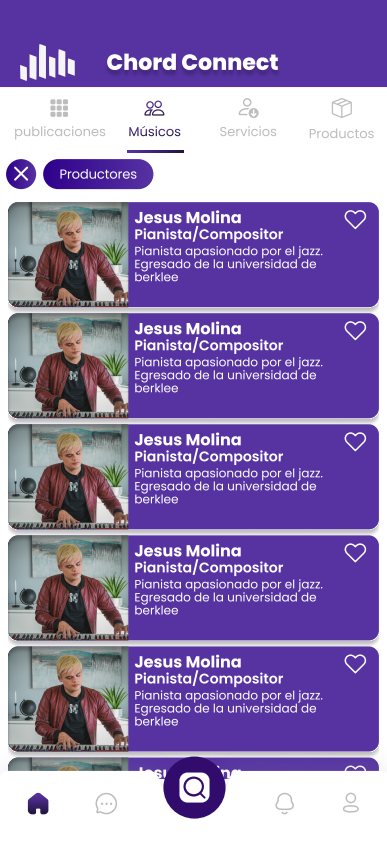 Chord Connect
publicaciones
Músicos
Servicios
Productos
Productores
Jesus Molina
Pianista/Compositor
Pianista apasionado por el jazz.
Egresado de la universidad de
berklee
Jesus Molina
Pianista/Compositor
Pianista apasionado por el jazz.
Egresado de la universidad de
berklee
Jesus Molina
Pianista/Compositor
Pianista apasionado por el jazz.
Egresado de la universidad de
berklee
Jesus Molina
Pianista/Compositor
Pianista apasionado por el jazz.
Egresado de la universidad de
berklee
Jesus Molina
Pianista/Compositor
Pianista apasionado por el jazz.
Egresado de la universidad de
berklee